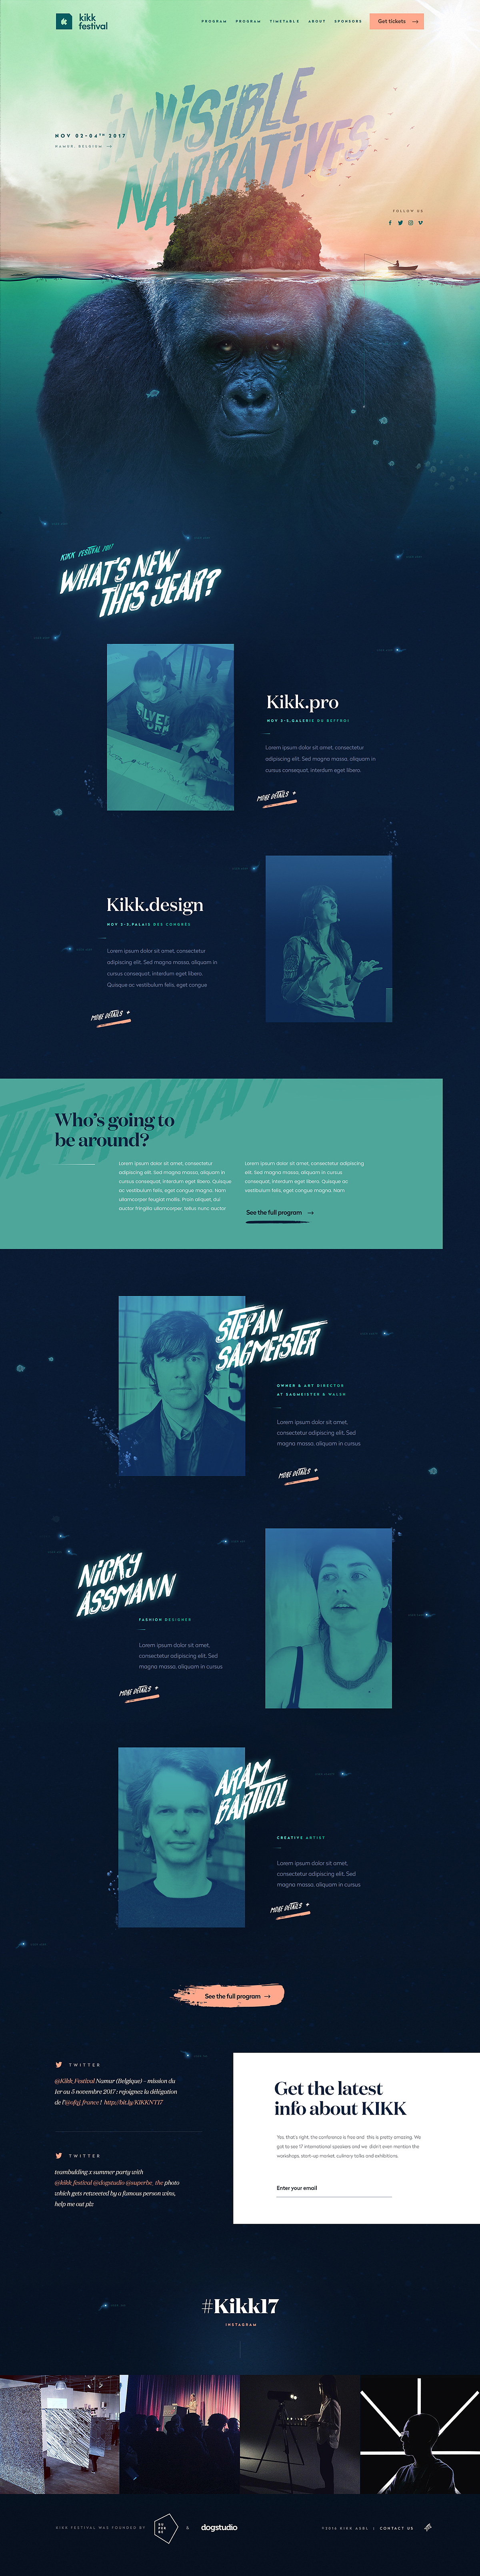 kikk
festival
PROGRAM PROGRAM TIMETABLE ABOUT SPONSORS Get tickets →
INVISIBLE
NARRATIVES
NOV 02-04TH 2017
NAMUR, BELGIUM →
FOLLOW US
KIKK FESTIVAL 2017
WHAT'S NEW
THIS YEAR?
Kikk.pro
NOV 2-3, GALERIE DU BEFFROI
Lorem ipsum dolor sit amet, consectetur
adipiscing elit. Sed magna massa, aliquam in
cursus consequat, interdum eget libero.
MORE DETAILS +
Kikk.design
NOV 2-3, PALAIS DES CONGRÈS
Lorem ipsum dolor sit amet, consectetur
adipiscing elit. Sed magna massa, aliquam in
cursus consequat, interdum eget libero.
Quisque ac vestibulum felis, eget congue
MORE DETAILS +
Who's going to
be around?
Lorem ipsum dolor sit amet, consectetur
adipiscing elit. Sed magna massa, aliquam in
cursus consequat, interdum eget libero. Quisque
ac vestibulum felis, eget congue magna. Nam
ullamcorper feugiat mollis. Proin aliquet, dui
auctor fringilla ullamcorper, tellus nunc auctor
Lorem ipsum dolor sit amet, consectetur adipiscing
elit. Sed magna massa, aliquam in cursus
consequat, interdum eget libero. Quisque ac
vestibulum felis, eget congue magna. Nam
See the full program →
STEFAN
SAGMEISTER
OWNER & ART DIRECTOR
AT SAGMEISTER & WALSH
Lorem ipsum dolor sit amet,
consectetur adipiscing elit. Sed
magna massa, aliquam in cursus
MORE DETAILS +
NICKY
ASSMANN
FASHION DESIGNER
Lorem ipsum dolor sit amet,
consectetur adipiscing elit. Sed
magna massa, aliquam in cursus
MORE DETAILS +
ARAM
BARTHOL
CREATIVE ARTIST
Lorem ipsum dolor sit amet,
consectetur adipiscing elit. Sed
magna massa, aliquam in cursus
MORE DETAILS +
See the full program →
TWITTER
@Kikk_Festival Namur (Belgique) - mission du
1er au 5 novembre 2017 : rejoignez la délégation
de l'@ofqj_france ! http://bit.ly/KIKKNT17
TWITTER
teambuilding x summer party with
@kikk_festival @dogstudio @superbe, the photo
which gets retweeted by a famous person wins,
help me out plz
Get the latest
info about KIKK
Yes, that's right, the conference is free and this is pretty amazing. We
got to see 17 international speakers and we didn't even mention the
workshops, start-up market, culinary talks and exhibitions.
Enter your email
#Kikk17
INSTAGRAM
KIKK FESTIVAL WAS FOUNDED BY
SU
PER
BE
&
dogstudio
©2016 KIKK ASBL | CONTACT US